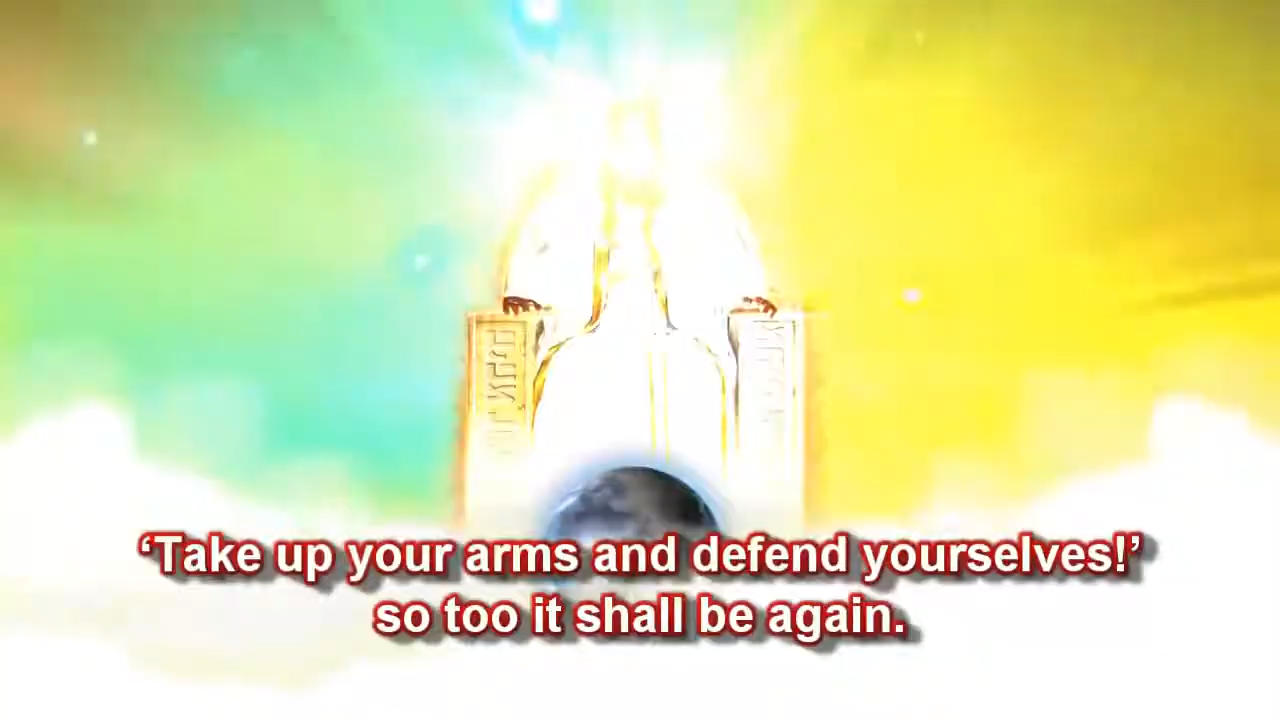 ‘Take up your arms and defend yourselves!’
so too it shall be again.